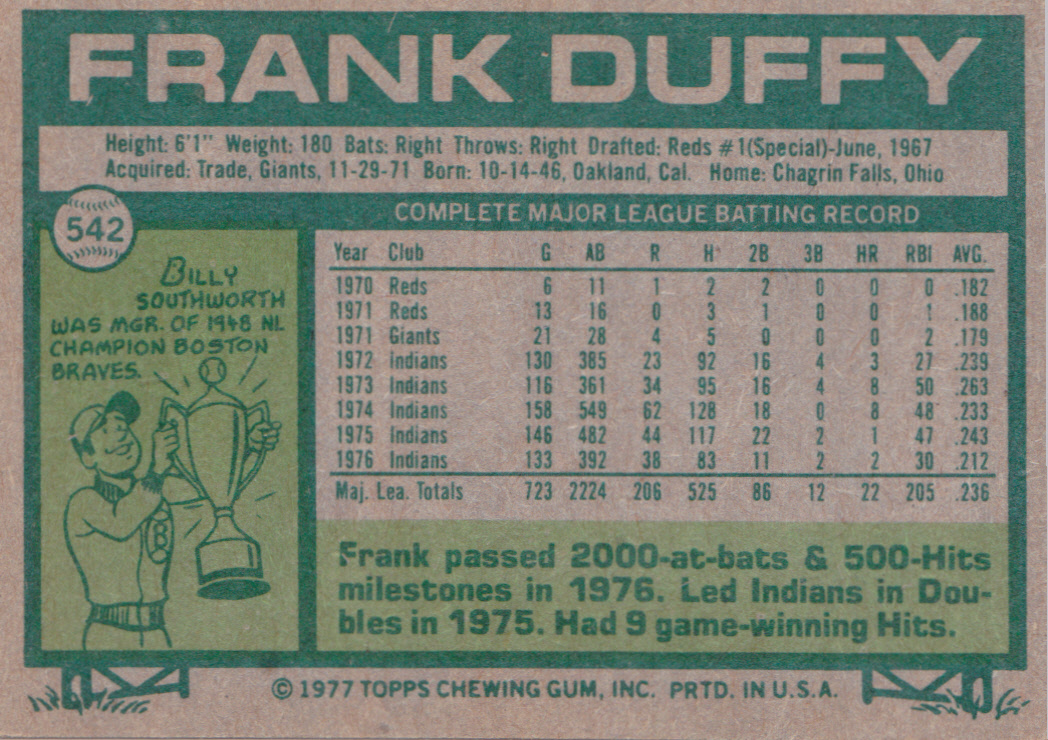 FRANK DUFFY
Height: 6'1" Weight: 180 Bats: Right Throws: Right Drafted: Reds #1(Special)-June, 1967
Acquired: Trade, Giants, 11-29-71 Born: 10-14-46, Oakland, Cal. Home: Chagrin Falls, Ohio
542
COMPLETE MAJOR LEAGUE BATTING RECORD
BILLY
SOUTHWORTH
WAS MGR. OF 1948 NL
CHAMPION BOSTON
BRAVES.
B
Year Club G AB R H 2B 3B HR RBI AVG.
1970 Reds 6 11 1 2 2 0 0 0 .182
1971 Reds 13 16 0 3 1 0 0 1 .188
1971 Giants 21 28 4 5 0 0 0 2 .179
1972 Indians 130 385 23 92 16 4 3 27 .239
1973 Indians 116 361 34 95 16 4 8 50 .263
1974 Indians 158 549 62 128 18 0 8 48 .233
1975 Indians 146 482 44 117 22 2 1 47 .243
1976 Indians 133 392 38 83 11 2 2 30 .212
Maj. Lea. Totals 723 2224 206 525 86 12 22 205 .236
Frank passed 2000-at-bats & 500-Hits
milestones in 1976. Led Indians in Dou-
bles in 1975. Had 9 game-winning Hits.
© 1977 TOPPS CHEWING GUM, INC. PRTD. IN U.S.A.